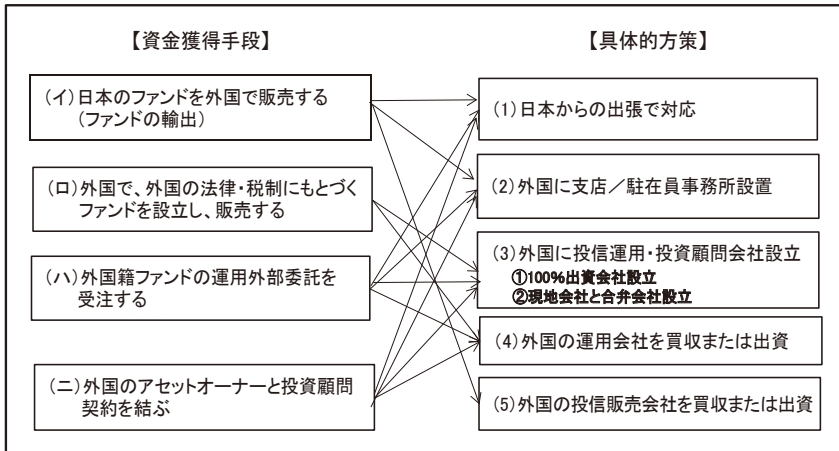 【資金獲得手段】
(イ)日本のファンドを外国で販売する
(ファンドの輸出)
(ロ)外国で、外国の法律・税制にもとづく
ファンドを設立し、販売する
(ハ)外国籍ファンドの運用外部委託を
受注する
(ニ)外国のアセットオーナーと投資顧問
契約を結ぶ
【具体的方策】
(1)日本からの出張で対応
(2)外国に支店/駐在員事務所設置
(3)外国に投信運用・投資顧問会社設立
①100%出資会社設立
②現地会社と合弁会社設立
(4)外国の運用会社を買収または出資
(5)外国の投信販売会社を買収または出資